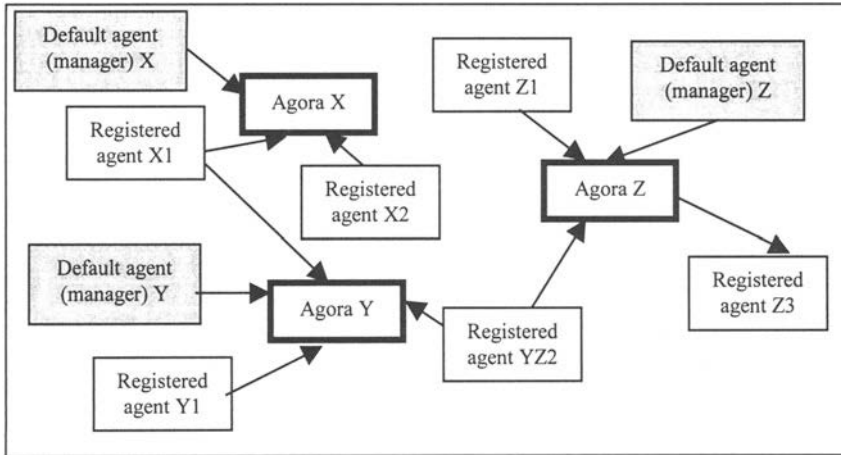 Default agent
(manager) X
Registered
agent Z1
Default agent
(manager) Z
Agora X
Registered
agent X1
Registered
agent X2
Agora Z
Default agent
(manager) Y
Agora Y
Registered
agent Z3
Registered
agent YZ2
Registered
agent Y1